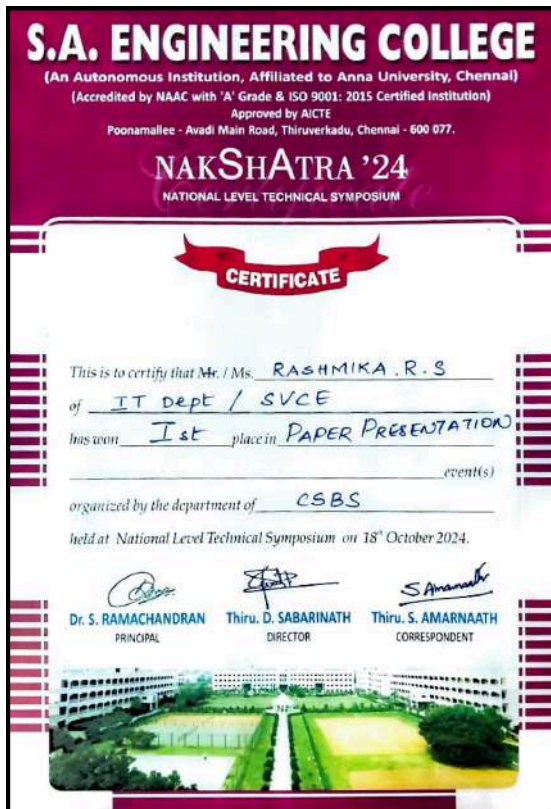 S.A. ENGINEERING COLLEGE
(An Autonomous Institution, Affiliated to Anna University, Chennai)
(Accredited by NAAC with 'A' Grade & ISO 9001: 2015 Certified Institution)
Approved by AICTE
Poonamallee - Avadi Main Road, Thiruverkadu, Chennai - 600 077.
NAKSHATRA '24
Certificate
NATIONAL LEVEL TECHNICAL SYMPOSIUM
CERTIFICATE
This is to certify that Mr. / Ms. RASHMIKA . R . S
of IT Dept / SVCE
has won Ist place in PAPER PRESENTATION
event(s)
organized by the department of CSBS
held at National Level Technical Symposium on 18th October 2024.
S Amarnaath
Dr. S. RAMACHANDRAN Thiru. D. SABARINATH Thiru. S. AMARNAATH
PRINCIPAL DIRECTOR CORRESPONDENT